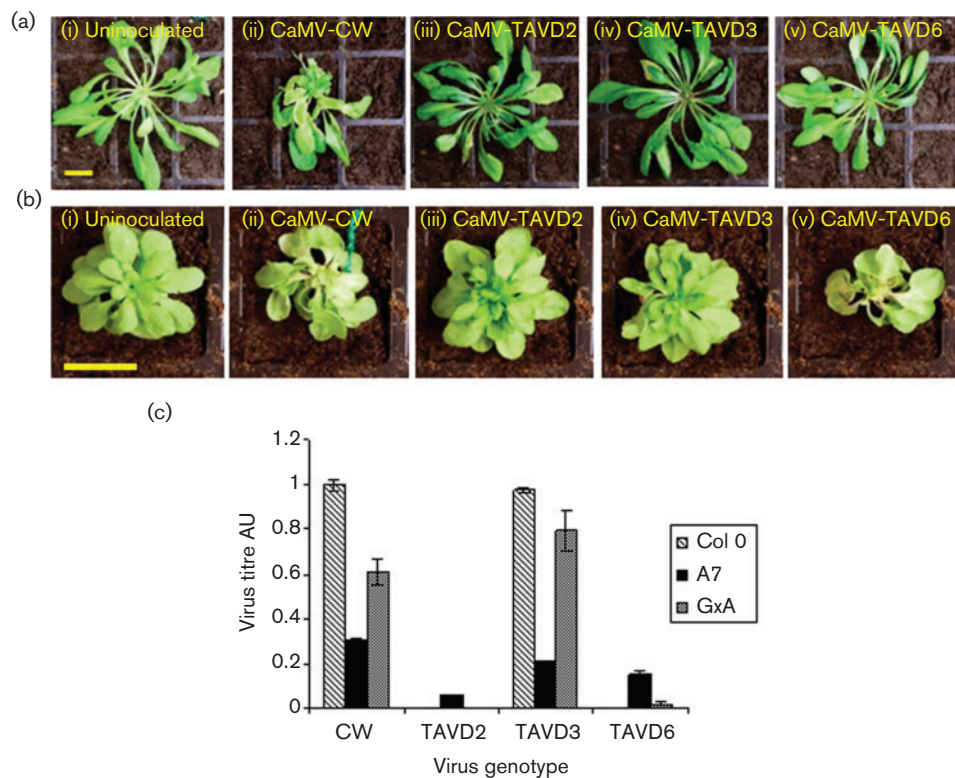 (a)
(i) Uninoculated (ii) CaMV-CW (iii) CaMV-TAVD2 (iv) CaMV-TAVD3 (v) CaMV-TAVD6
(b)
(i) Uninoculated (ii) CaMV-CW (iii) CaMV-TAVD2 (iv) CaMV-TAVD3 (v) CaMV-TAVD6
(c)
1.2
1
0.8
0.6
0.4
0.2
0
Virus titre AU
Col 0
A7
GxA
CW TAVD2 TAVD3 TAVD6
Virus genotype